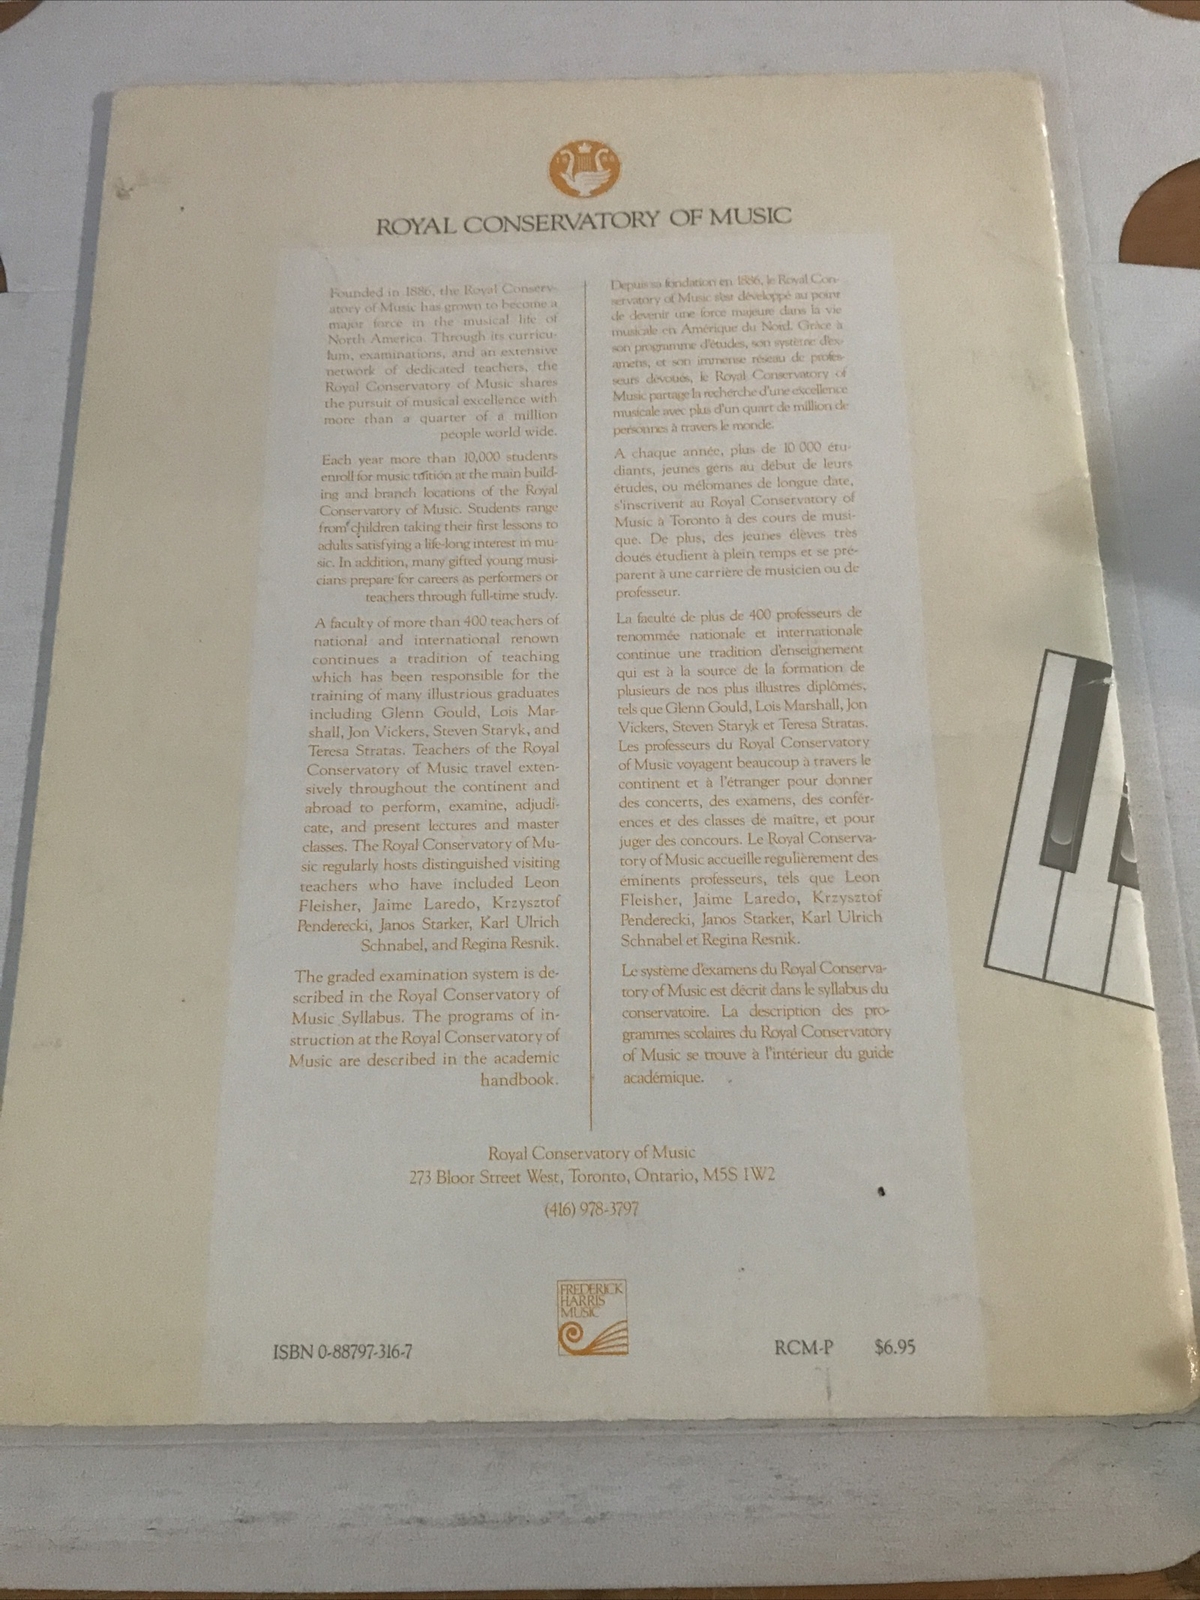 ROYAL CONSERVATORY OF MUSIC
Founded in 1886, the Royal Conserv-
atory of Music has grown to become a
major force in the musical life of
North America. Through its curricu-
lum, examinations, and an extensive
network of dedicated teachers, the
Royal Conservatory of Music shares
the pursuit of musical excellence with
more than a quarter of a million
people world wide.
Each year more than 10,000 students
enroll for music tuition at the main build-
ing and branch locations of the Royal
Conservatory of Music. Students range
from children taking their first lessons to
adults satisfying a life-long interest in mu-
sic. In addition, many gifted young musi-
cians prepare for careers as performers or
teachers through full-time study.
A faculty of more than 400 teachers of
national and international renown
continues a tradition of teaching
which has been responsible for the
training of many illustrious graduates
including Glenn Gould, Lois Mar-
shall, Jon Vickers, Steven Staryk, and
Teresa Stratas. Teachers of the Royal
Conservatory of Music travel exten-
sively throughout the continent and
abroad to perform, examine, adjudi-
cate, and present lectures and master
classes. The Royal Conservatory of Mu-
sic regularly hosts distinguished visiting
teachers who have included Leon
Fleisher, Jaime Laredo, Krzysztof
Penderecki, Janos Starker, Karl Ulrich
Schnabel, and Regina Resnik.
The graded examination system is de-
scribed in the Royal Conservatory of
Music Syllabus. The programs of in-
struction at the Royal Conservatory of
Music are described in the academic
handbook.
Depuis sa fondation en 1886, le Royal Con-
servatory of Music s'est développé au point
de devenir une force majeure dans la vie
musicale en Amérique du Nord. Grâce à
son programme d'études, son système d'ex-
amens, et son immense réseau de profes-
seurs dévoués, le Royal Conservatory of
Music partage la recherche d'une excellence
musicale avec plus d'un quart de million de
personnes à travers le monde.
A chaque année, plus de 10 000 étu-
diants, jeunes gens au début de leurs
études, ou mélomanes de longue date,
s'inscrivent au Royal Conservatory of
Music à Toronto à des cours de musi-
que. De plus, des jeunes élèves très
doués étudient à plein temps et se pré-
parent à une carrière de musicien ou de
professeur.
La faculté de plus de 400 professeurs de
renommée nationale et internationale
continue une tradition d'enseignement
qui est à la source de la formation de
plusieurs de nos plus illustres diplômés,
tels que Glenn Gould, Lois Marshall, Jon
Vickers, Steven Staryk et Teresa Stratas.
Les professeurs du Royal Conservatory
of Music voyagent beaucoup à travers le
continent et à l'étranger pour donner
des concerts, des examens, des confér-
ences et des classes de maître, et pour
juger des concours. Le Royal Conserva-
tory of Music accueille régulièrement des
éminents professeurs, tels que Leon
Fleisher, Jaime Laredo, Krzysztof
Penderecki, Janos Starker, Karl Ulrich
Schnabel et Regina Resnik.
Le système d'examens du Royal Conserva-
tory of Music est décrit dans le syllabus du
conservatoire. La description des pro-
grammes scolaires du Royal Conservatory
of Music se trouve à l'intérieur du guide
académique.
Royal Conservatory of Music
273 Bloor Street West, Toronto, Ontario, M5S 1W2
(416) 978-3797
FREDERICK
HARRIS
MUSIC
ISBN 0-88797-316-7
RCM-P $6.95